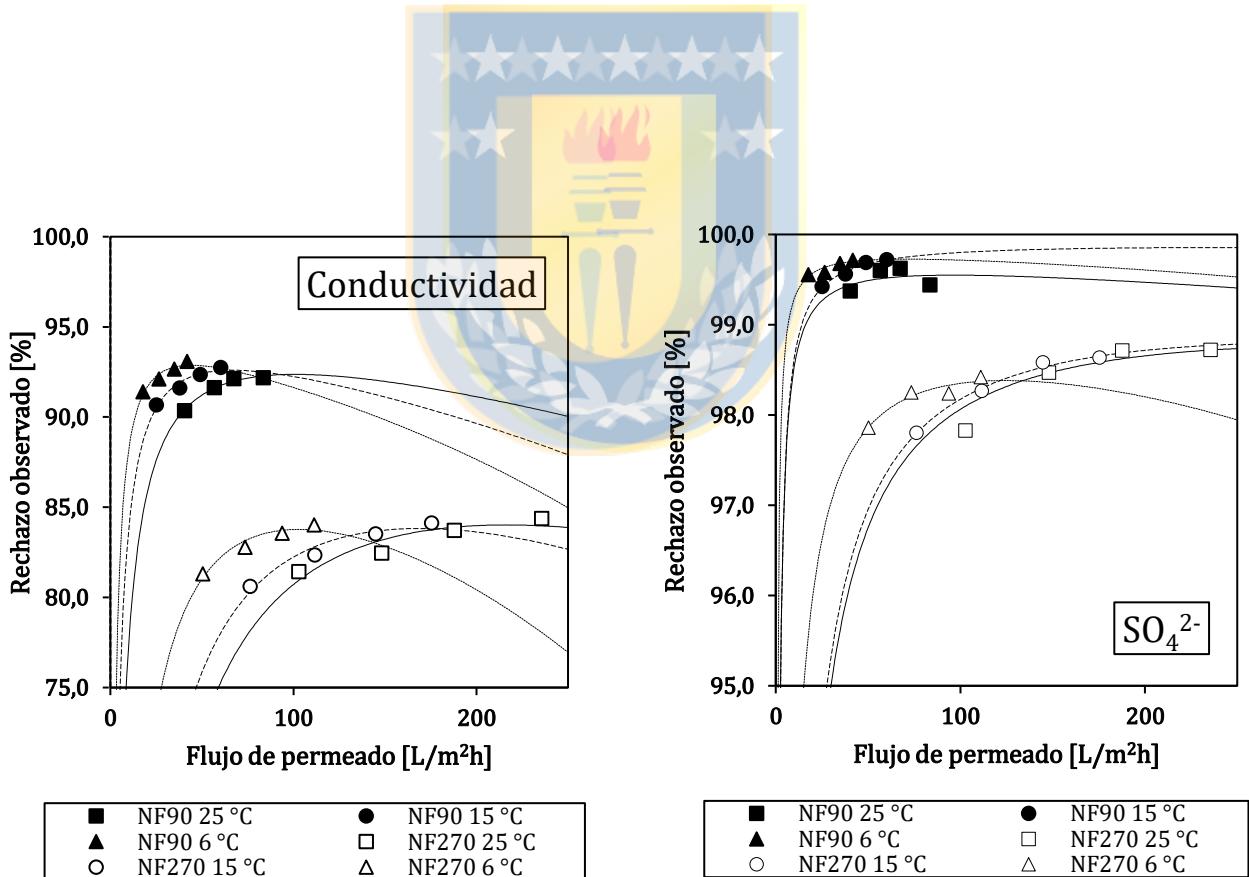 Conductividad
Rechazo observado [%]
100,0
95,0
90,0
85,0
80,0
75,0
0
100
200
Flujo de permeado [L/m²h]
■ NF90 25 °C
● NF90 15 °C
▲ NF90 6 °C
□ NF270 25 °C
○ NF270 15 °C
△ NF270 6 °C
SO₄²⁻
Rechazo observado [%]
100,0
99,0
98,0
97,0
96,0
95,0
0
100
200
Flujo de permeado [L/m²h]
■ NF90 25 °C
● NF90 15 °C
▲ NF90 6 °C
□ NF270 25 °C
○ NF270 15 °C
△ NF270 6 °C